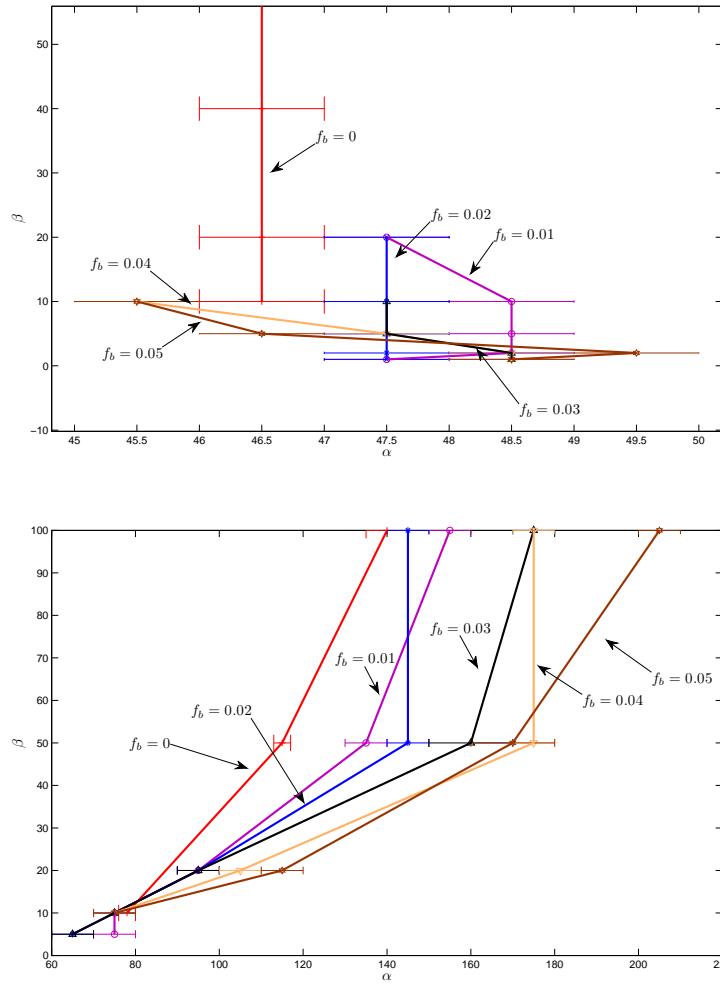 50
40
30
20
10
0
−10
β
45
45.5
46
46.5
47
47.5
48
48.5
49
49.5
50
α
f_b = 0
f_b = 0.02
f_b = 0.01
f_b = 0.04
f_b = 0.05
f_b = 0.03
100
90
80
70
60
50
40
30
20
10
0
β
60
80
100
120
140
160
180
200
22
α
f_b = 0.03
f_b = 0.01
f_b = 0.05
f_b = 0.04
f_b = 0.02
f_b = 0